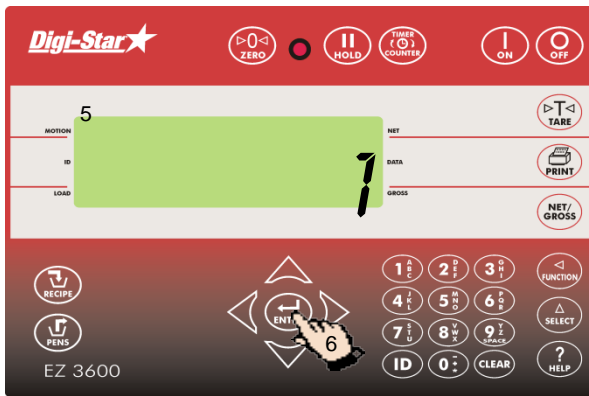 Digi-Star
0
ZERO
HOLD
TIMER
COUNTER
ON
OFF
5
MOTION
NET
T
TARE
ID
7
DATA
PRINT
LOAD
GROSS
NET/
GROSS
RECIPE
PENS
ENT
6
1 A B C
2 D E F
3 G H I
FUNCTION
4 J K L
5 M N O
6 P Q R
SELECT
7 S T U
8 V W X
9 Y Z SPACE
ID
0 - + *
CLEAR
?
HELP
EZ 3600